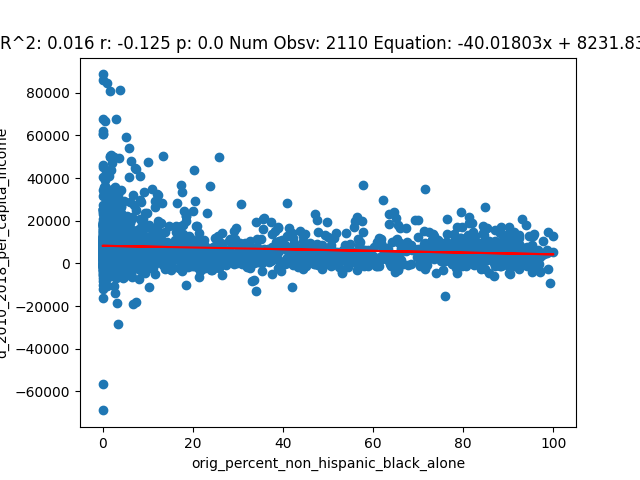 R^2: 0.016 r: -0.125 p: 0.0 Num Obsv: 2110 Equation: -40.01803x + 8231.83
80000
60000
40000
20000
0
−20000
−40000
−60000
d_2010_2018_per_capita_income
0 20 40 60 80 100
orig_percent_non_hispanic_black_alone